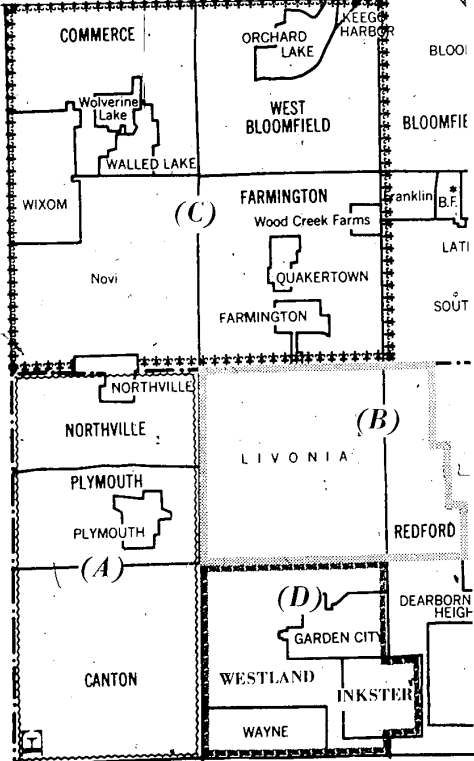 COMMERCE
ORCHARD
LAKE
KEEGO
HARBOR
BLOO
Wolverine
Lake
WEST
BLOOMFIELD
BLOOMFIE
WALLED LAKE
WIXOM
FARMINGTON
Franklin
B.F.*
(C)
Wood Creek Farms
LAT
Novi
QUAKERTOWN
SOUT
FARMINGTON
NORTHVILLE
NORTHVILLE
(B)
LIVONIA
PLYMOUTH
PLYMOUTH
REDFORD
(A)
(D)
DEARBORN
HEIGH
GARDEN CITY
CANTON
WESTLAND
INKSTER
WAYNE